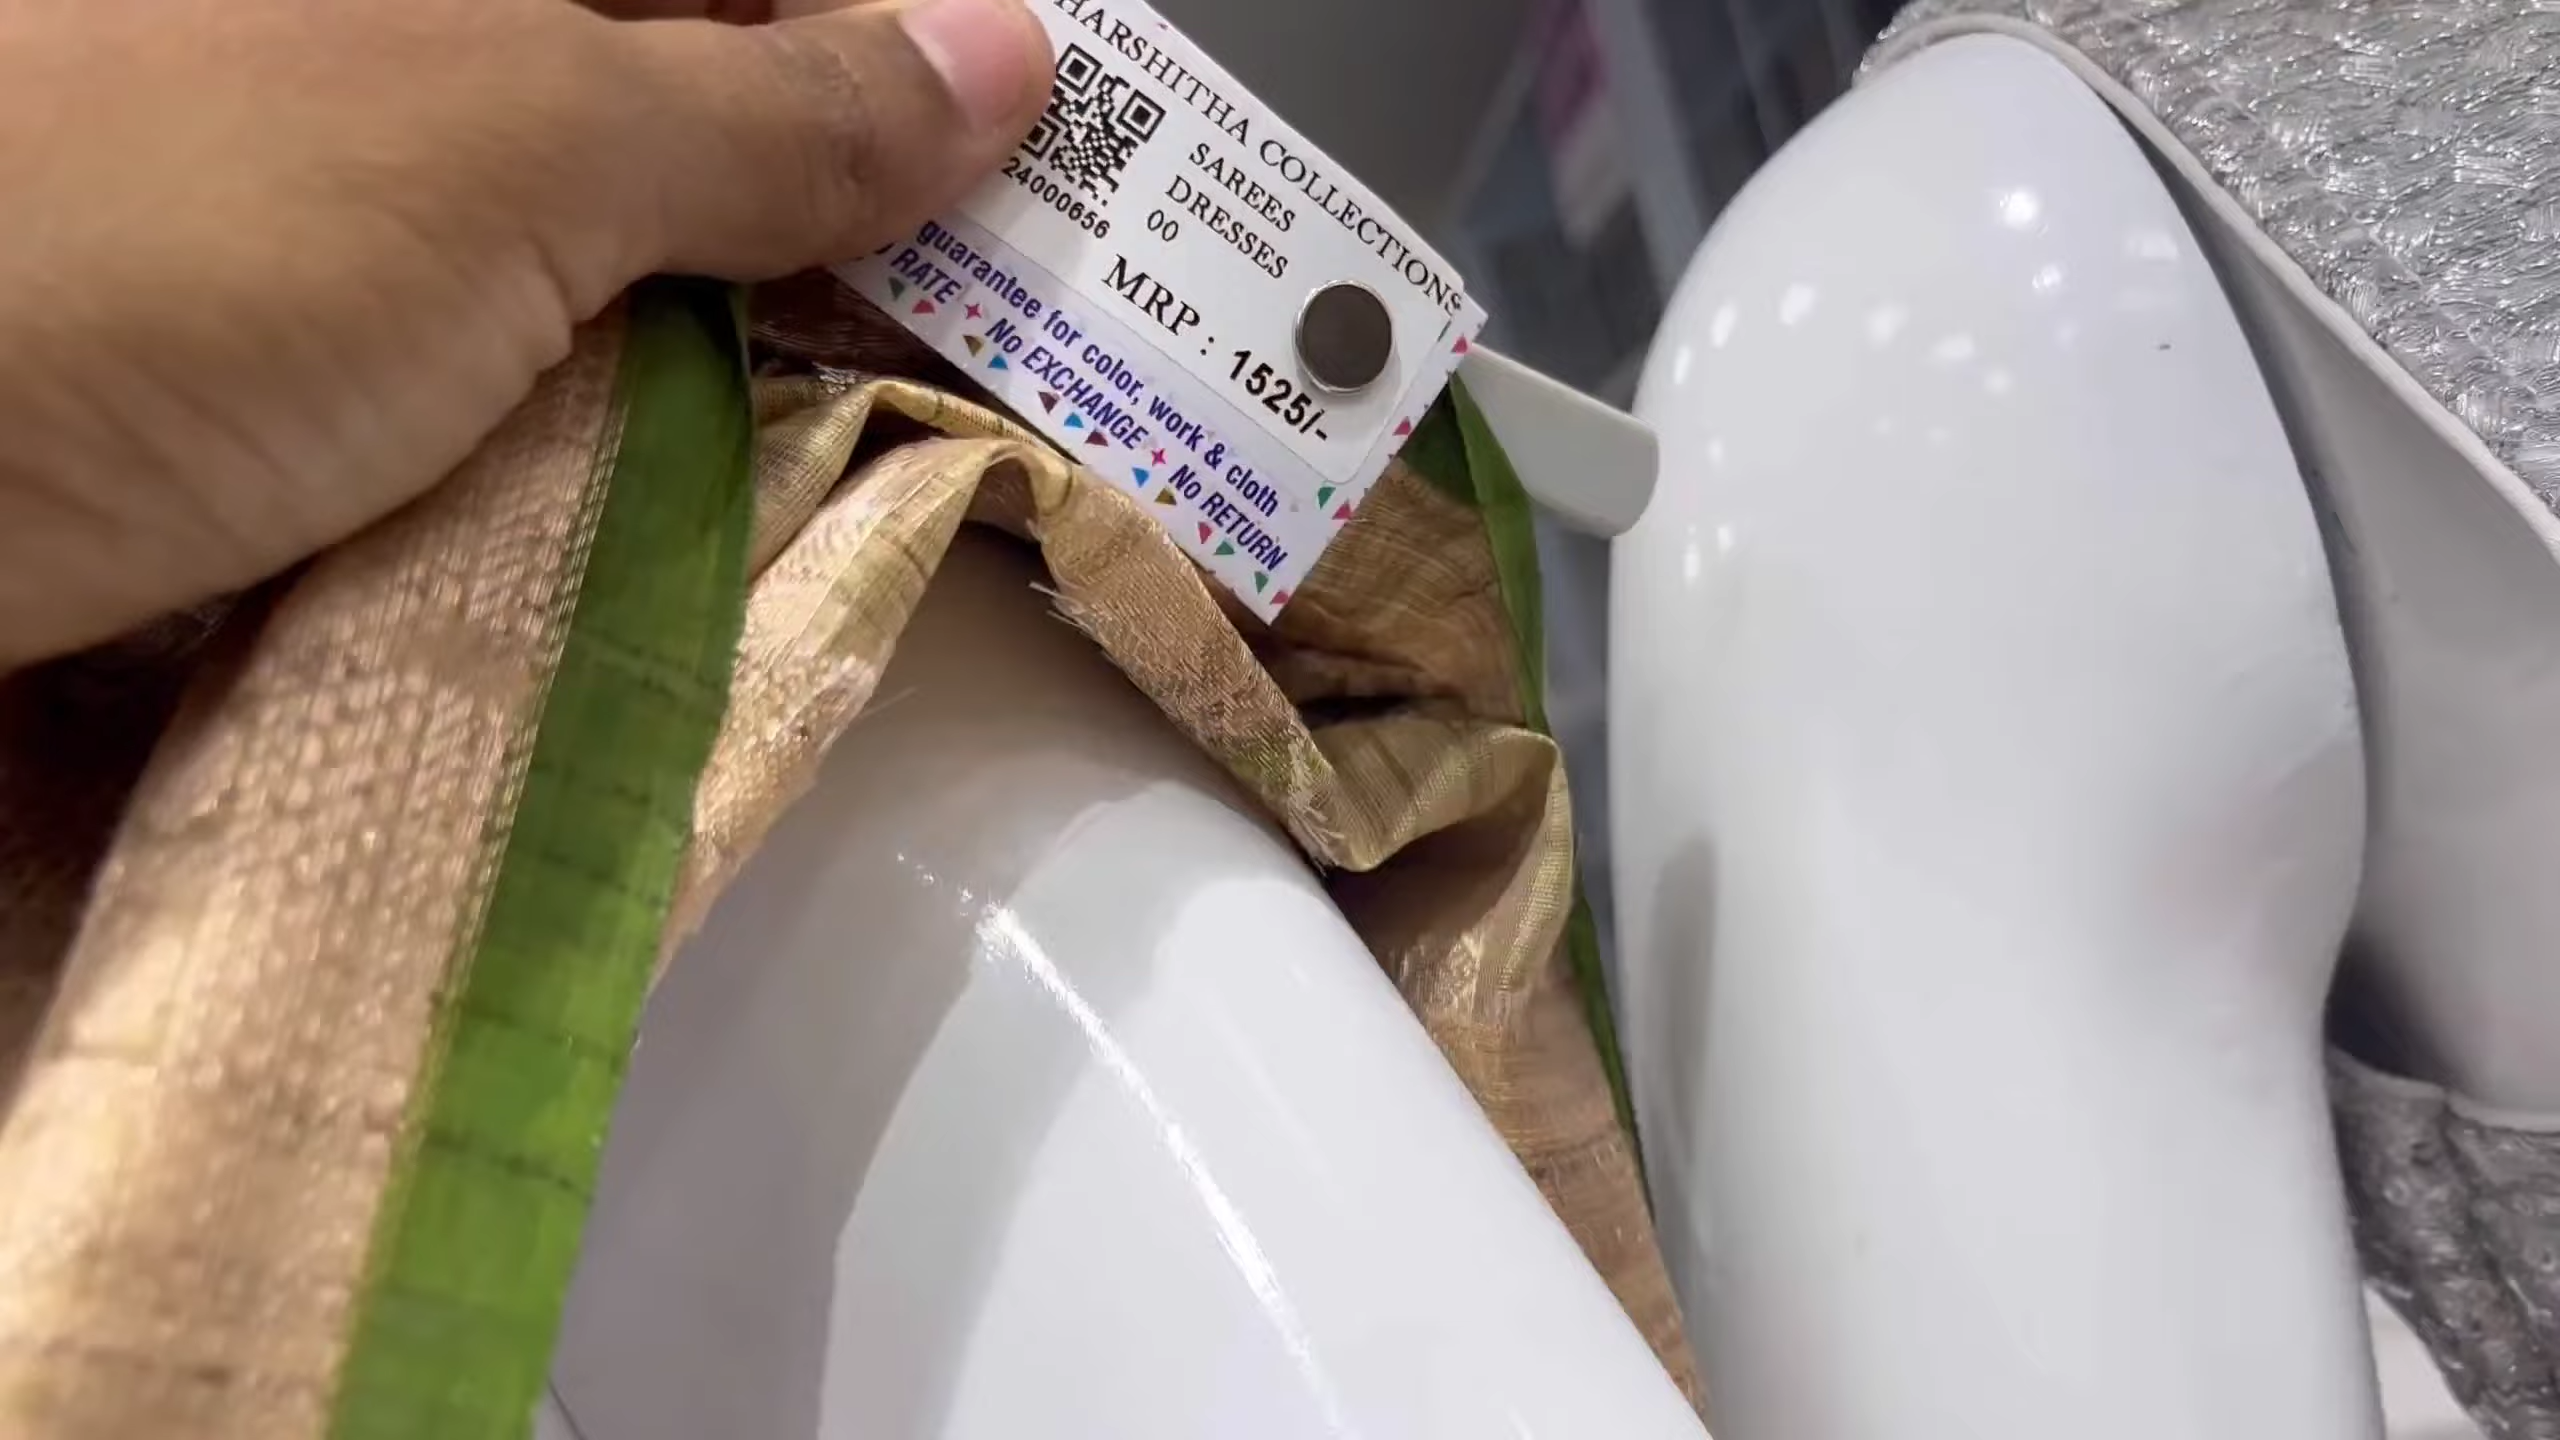 HARSHITHA COLLECTIONS
SAREES
DRESSES
00
24000656
MRP : 1525/-
guarantee for color, work & cloth
RATE No EXCHANGE No RETURN